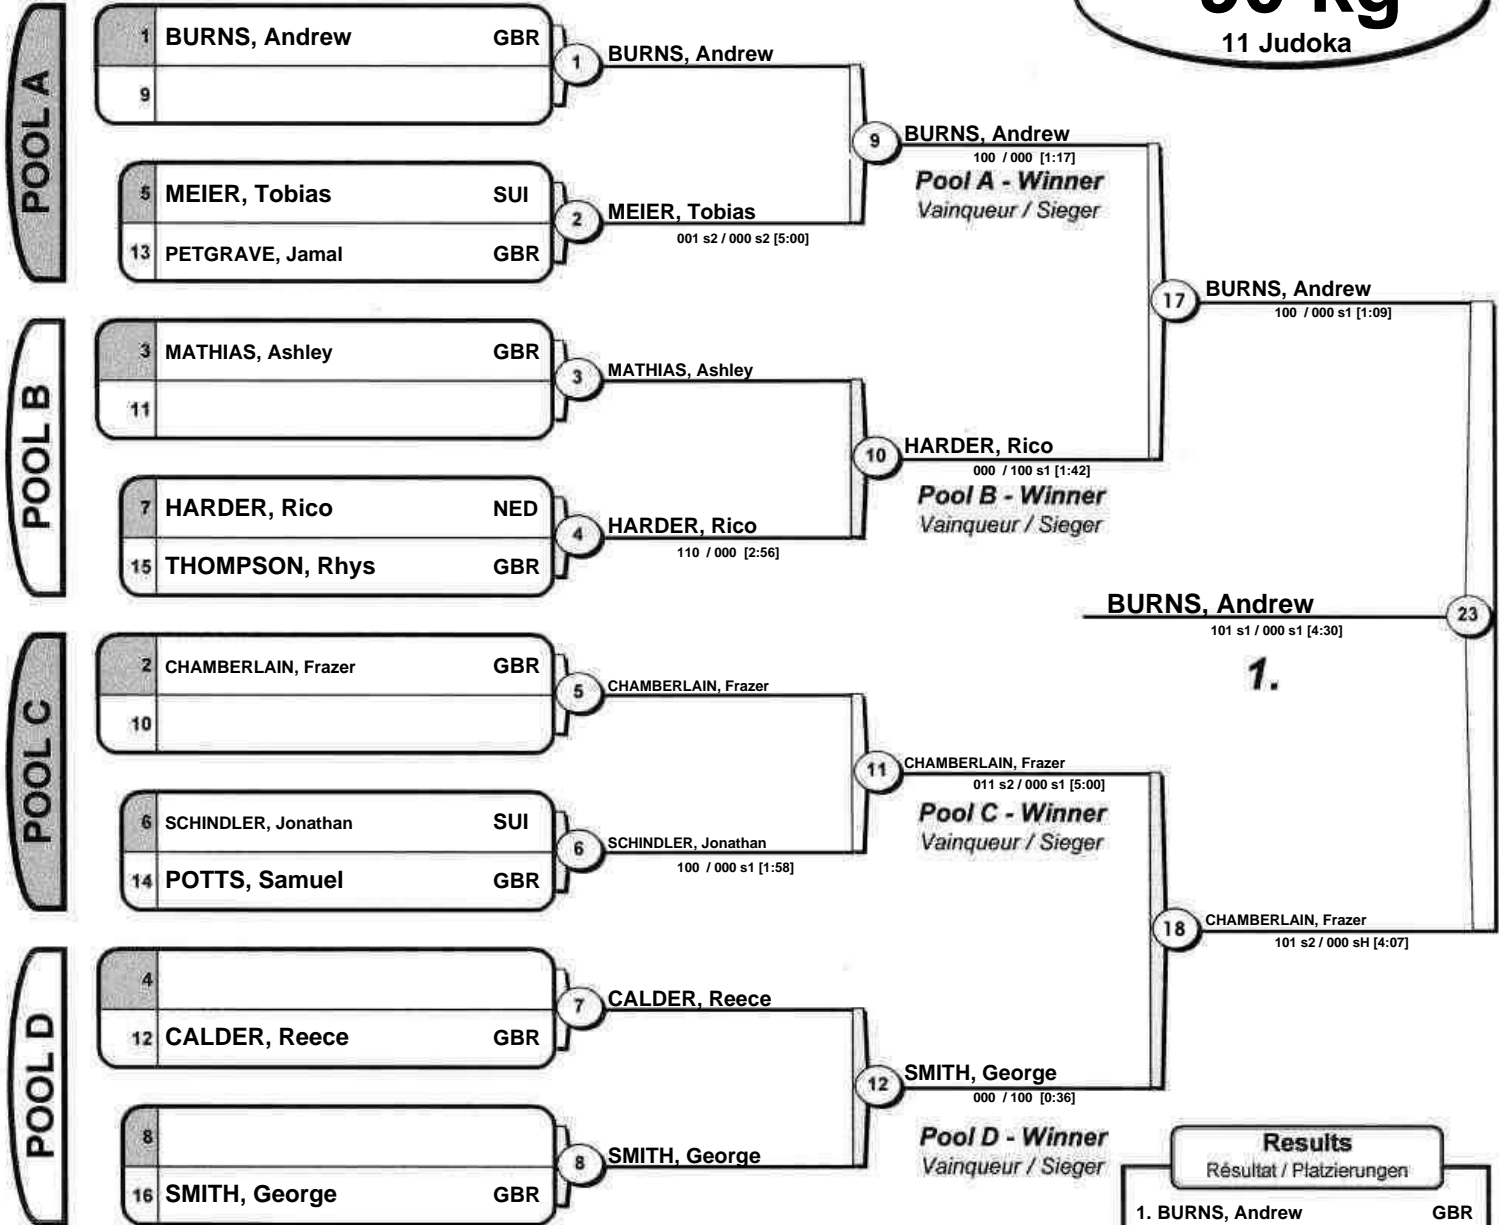 90 kg
11 Judoka
POOL A
1 BURNS, Andrew GBR
9
1 BURNS, Andrew
5 MEIER, Tobias SUI
13 PETGRAVE, Jamal GBR
2 MEIER, Tobias
001 s2 / 000 s2 [5:00]
9 BURNS, Andrew
100 / 000 [1:17]
Pool A - Winner
Vainqueur / Sieger
POOL B
3 MATHIAS, Ashley GBR
11
3 MATHIAS, Ashley
7 HARDER, Rico NED
15 THOMPSON, Rhys GBR
4 HARDER, Rico
110 / 000 [2:56]
10 HARDER, Rico
000 / 100 s1 [1:42]
Pool B - Winner
Vainqueur / Sieger
17 BURNS, Andrew
100 / 000 s1 [1:09]
BURNS, Andrew 23
101 s1 / 000 s1 [4:30]
1.
POOL C
2 CHAMBERLAIN, Frazer GBR
10
5 CHAMBERLAIN, Frazer
6 SCHINDLER, Jonathan SUI
14 POTTS, Samuel GBR
6 SCHINDLER, Jonathan
100 / 000 s1 [1:58]
11 CHAMBERLAIN, Frazer
011 s2 / 000 s1 [5:00]
Pool C - Winner
Vainqueur / Sieger
18 CHAMBERLAIN, Frazer
101 s2 / 000 sH [4:07]
POOL D
4
12 CALDER, Reece GBR
7 CALDER, Reece
8
16 SMITH, George GBR
8 SMITH, George
12 SMITH, George
000 / 100 [0:36]
Pool D - Winner
Vainqueur / Sieger
Results
Résultat / Platzierungen
1. BURNS, Andrew GBR